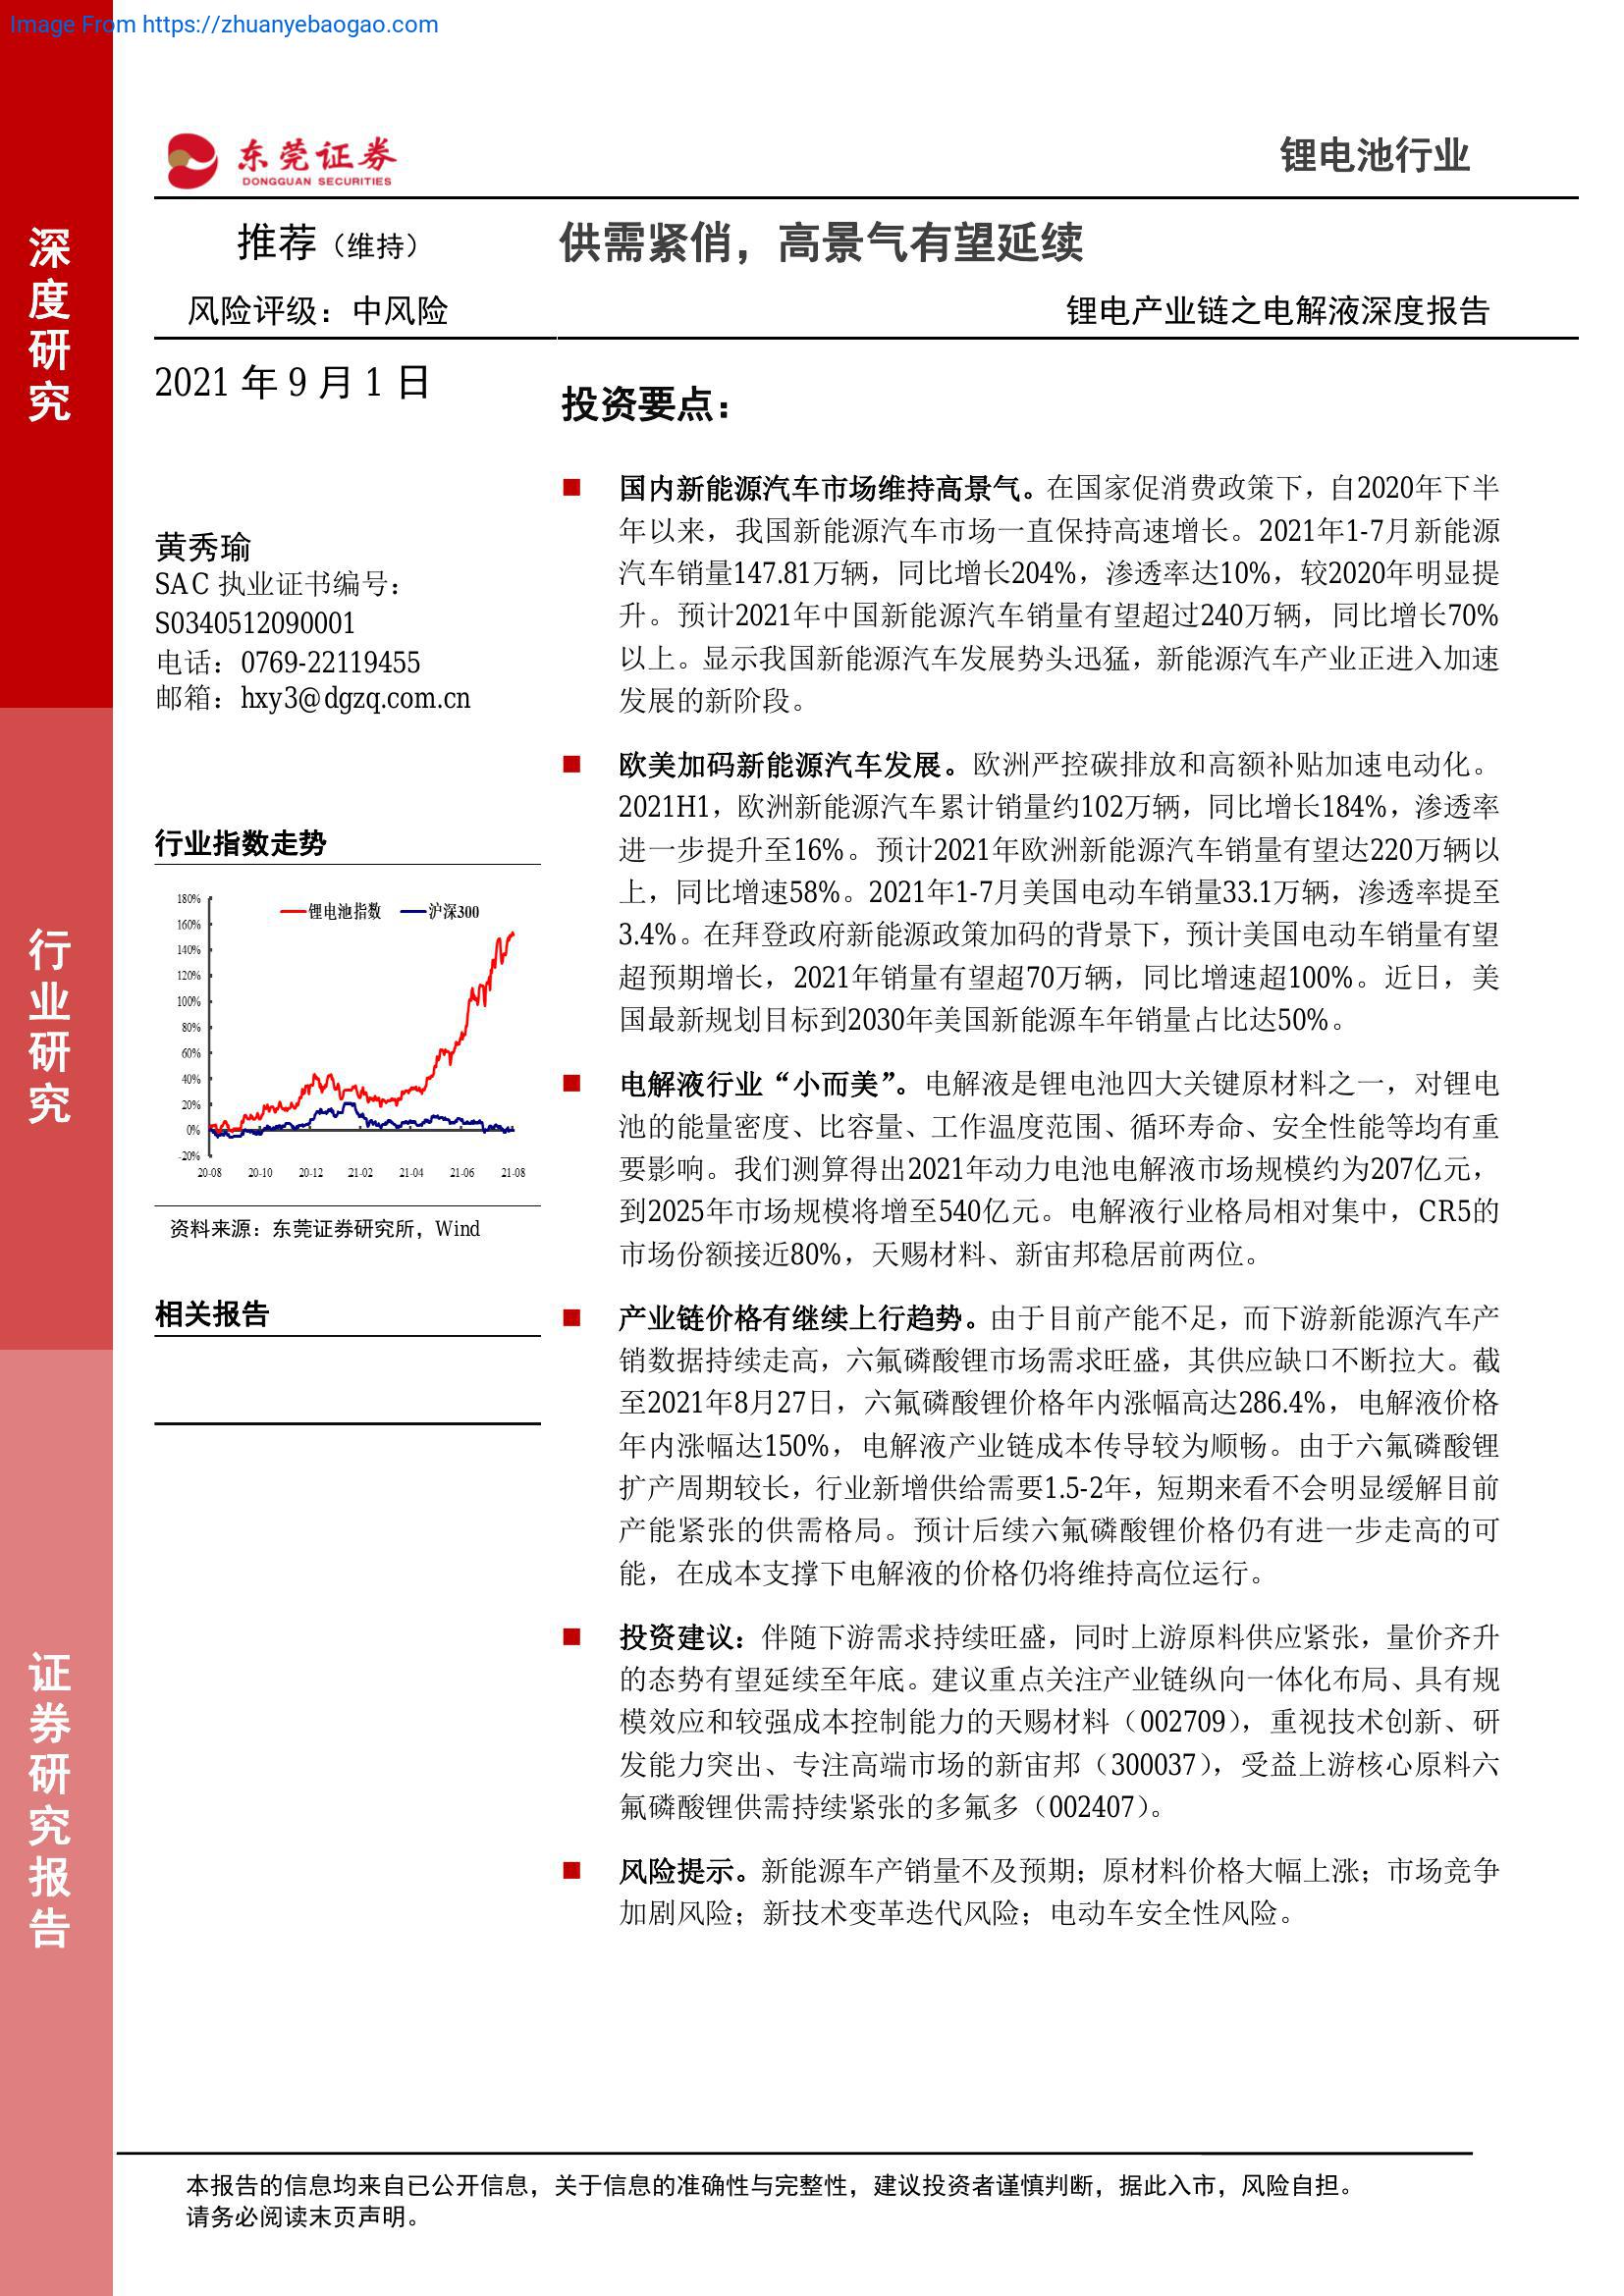 Image From https://zhuanyebaogao.com
东莞证券
DONGGUAN SECURITIES
锂电池行业
深度研究
行业研究
证券研究报告
推荐（维持）
风险评级：中风险
供需紧俏，高景气有望延续
锂电产业链之电解液深度报告
2021 年 9 月 1 日
黄秀瑜
SAC 执业证书编号：
S0340512090001
电话：0769-22119455
邮箱：hxy3@dgzq.com.cn
行业指数走势
锂电池指数 沪深300
180%
160%
140%
120%
100%
80%
60%
40%
20%
0%
-20%
20-08 20-10 20-12 21-02 21-04 21-06 21-08
资料来源：东莞证券研究所，Wind
相关报告
投资要点：
国内新能源汽车市场维持高景气。在国家促消费政策下，自2020年下半
年以来，我国新能源汽车市场一直保持高速增长。2021年1-7月新能源
汽车销量147.81万辆，同比增长204%，渗透率达10%，较2020年明显提
升。预计2021年中国新能源汽车销量有望超过240万辆，同比增长70%
以上。显示我国新能源汽车发展势头迅猛，新能源汽车产业正进入加速
发展的新阶段。
欧美加码新能源汽车发展。欧洲严控碳排放和高额补贴加速电动化。
2021H1，欧洲新能源汽车累计销量约102万辆，同比增长184%，渗透率
进一步提升至16%。预计2021年欧洲新能源汽车销量有望达220万辆以
上，同比增速58%。2021年1-7月美国电动车销量33.1万辆，渗透率提至
3.4%。在拜登政府新能源政策加码的背景下，预计美国电动车销量有望
超预期增长，2021年销量有望超70万辆，同比增速超100%。近日，美
国最新规划目标到2030年美国新能源车年销量占比达50%。
电解液行业“小而美”。电解液是锂电池四大关键原材料之一，对锂电
池的能量密度、比容量、工作温度范围、循环寿命、安全性能等均有重
要影响。我们测算得出2021年动力电池电解液市场规模约为207亿元，
到2025年市场规模将增至540亿元。电解液行业格局相对集中，CR5的
市场份额接近80%，天赐材料、新宙邦稳居前两位。
产业链价格有继续上行趋势。由于目前产能不足，而下游新能源汽车产
销数据持续走高，六氟磷酸锂市场需求旺盛，其供应缺口不断拉大。截
至2021年8月27日，六氟磷酸锂价格年内涨幅高达286.4%，电解液价格
年内涨幅达150%，电解液产业链成本传导较为顺畅。由于六氟磷酸锂
扩产周期较长，行业新增供给需要1.5-2年，短期来看不会明显缓解目前
产能紧张的供需格局。预计后续六氟磷酸锂价格仍有进一步走高的可
能，在成本支撑下电解液的价格仍将维持高位运行。
投资建议：伴随下游需求持续旺盛，同时上游原料供应紧张，量价齐升
的态势有望延续至年底。建议重点关注产业链纵向一体化布局、具有规
模效应和较强成本控制能力的天赐材料（002709），重视技术创新、研
发能力突出、专注高端市场的新宙邦（300037），受益上游核心原料六
氟磷酸锂供需持续紧张的多氟多（002407）。
风险提示。新能源车产销量不及预期；原材料价格大幅上涨；市场竞争
加剧风险；新技术变革迭代风险；电动车安全性风险。
本报告的信息均来自已公开信息，关于信息的准确性与完整性，建议投资者谨慎判断，据此入市，风险自担。
请务必阅读末页声明。